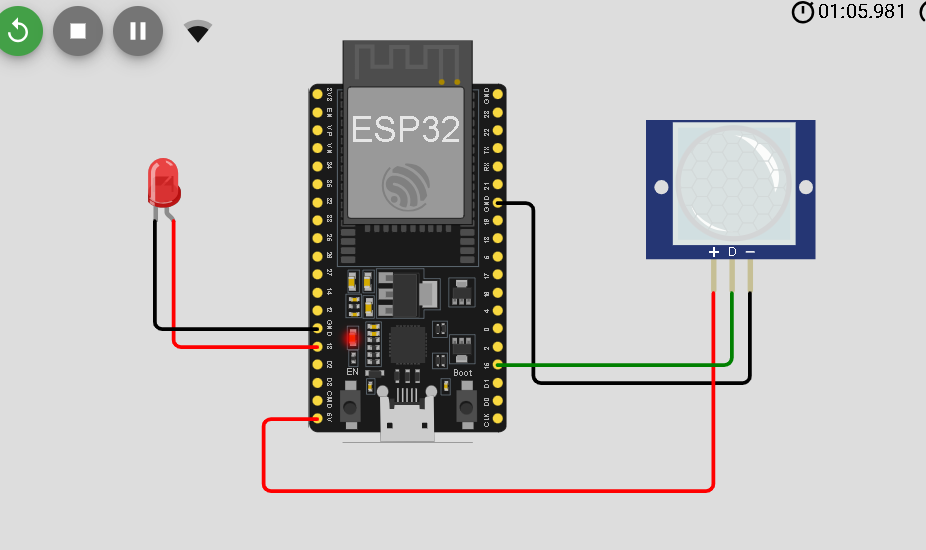 01:05.981
ESP32
3V3
EN
VP
VN
34
35
32
33
25
26
27
14
12
GND
13
D2
D3
CMD
5V
GND
23
22
TX
RX
21
GND
19
18
5
17
16
4
0
2
15
D1
D0
CLK
EN
Boot
+ D −